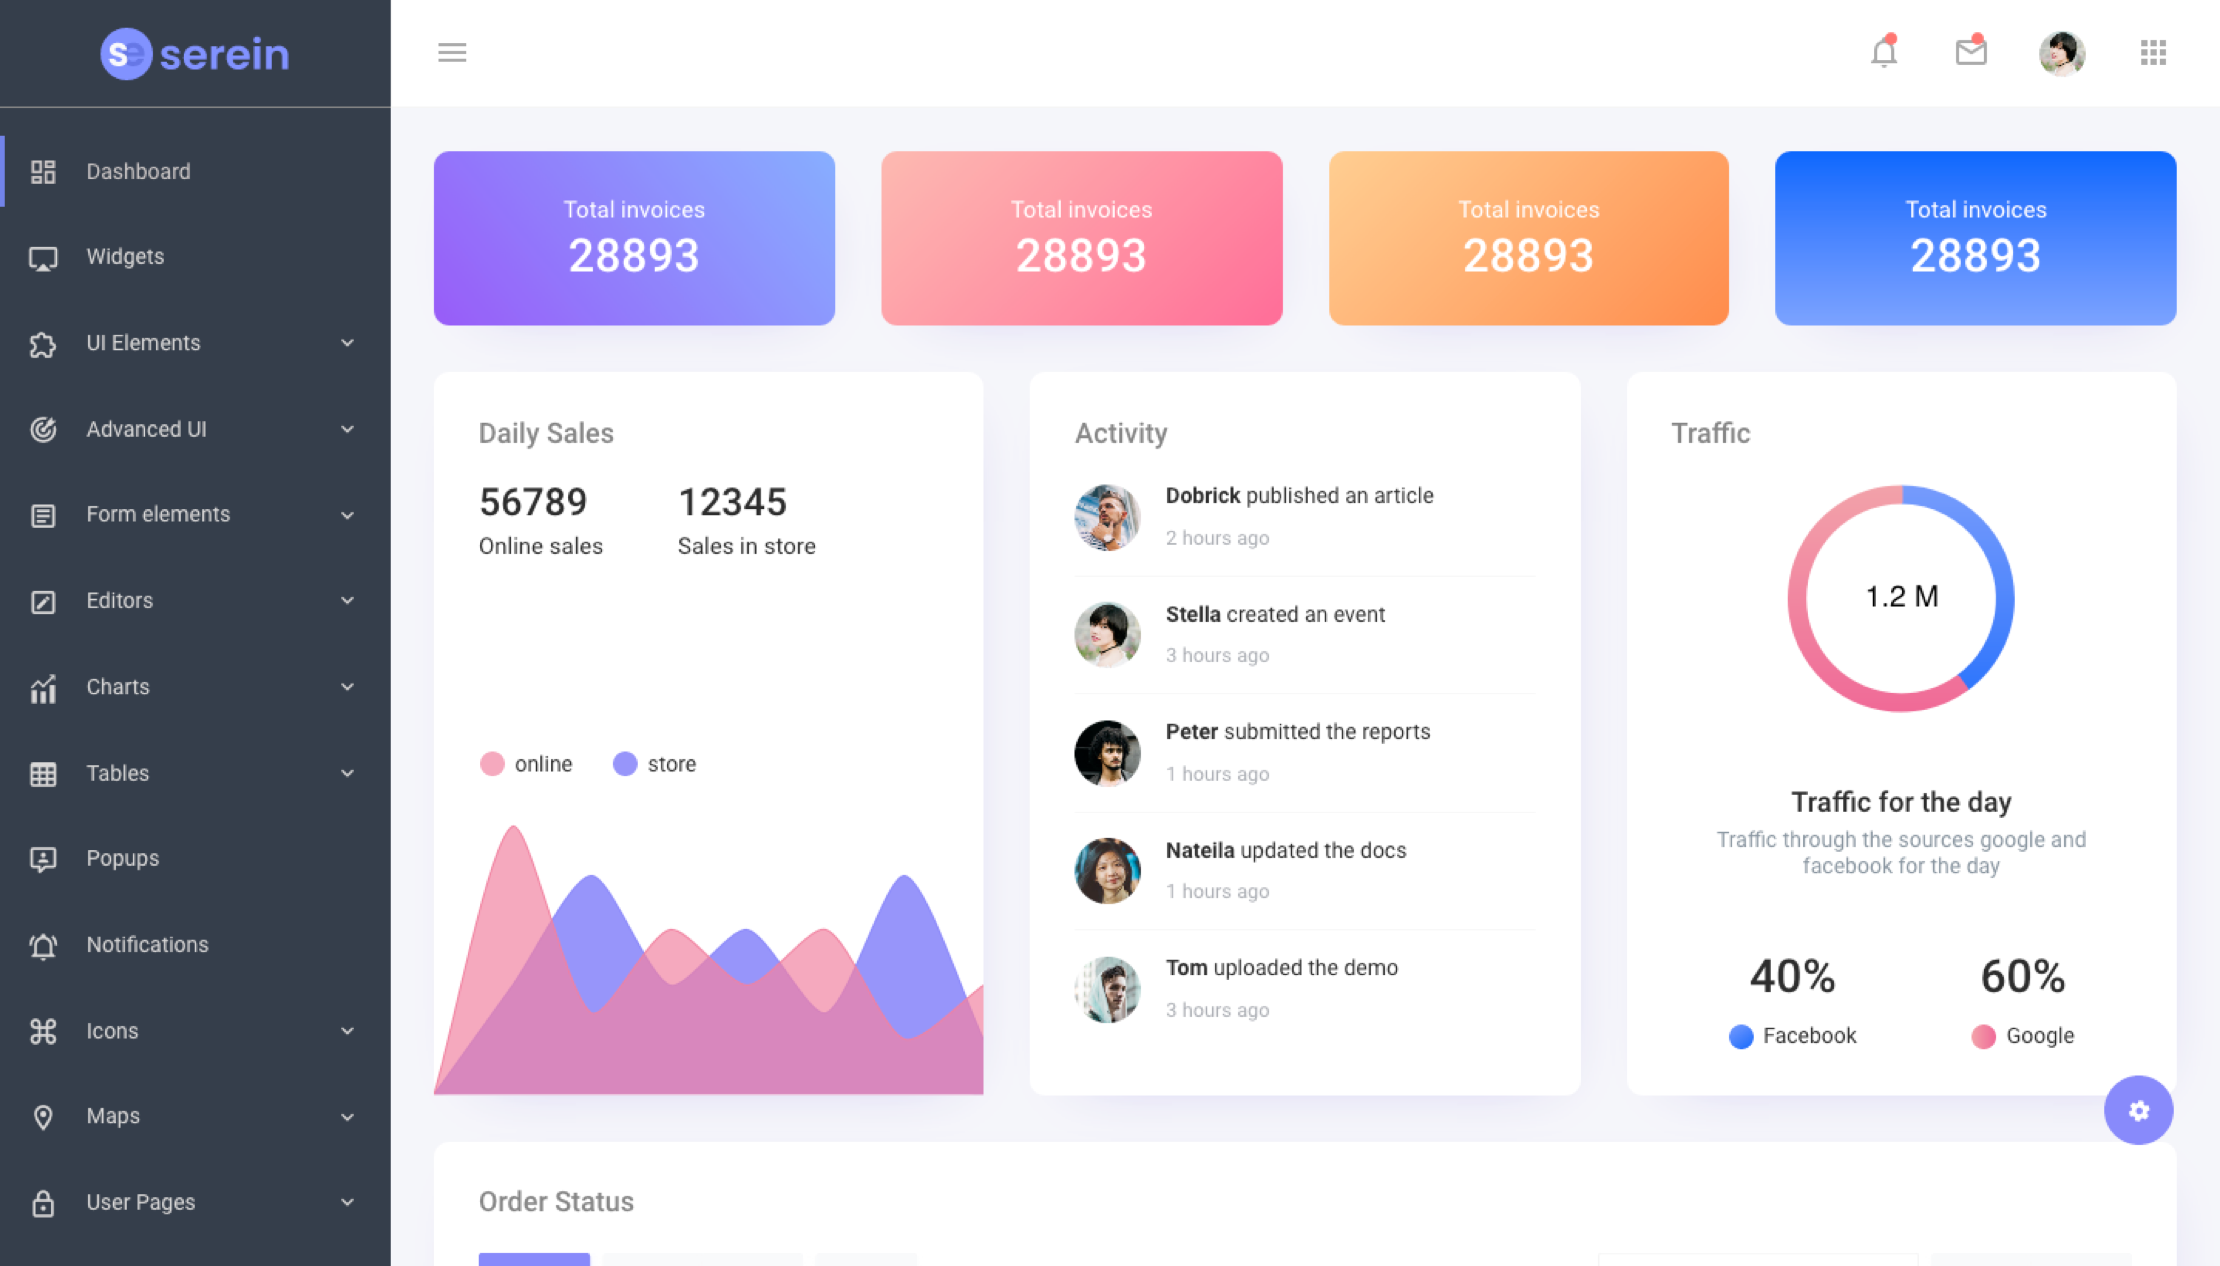 se serein
Dashboard
Widgets
UI Elements
Advanced UI
Form elements
Editors
Charts
Tables
Popups
Notifications
Icons
Maps
User Pages
Total invoices
28893
Total invoices
28893
Total invoices
28893
Total invoices
28893
Daily Sales
56789
Online sales
12345
Sales in store
online
store
Activity
Dobrick published an article
2 hours ago
Stella created an event
3 hours ago
Peter submitted the reports
1 hours ago
Nateila updated the docs
1 hours ago
Tom uploaded the demo
3 hours ago
Traffic
1.2 M
Traffic for the day
Traffic through the sources google and
facebook for the day
40%
Facebook
60%
Google
Order Status